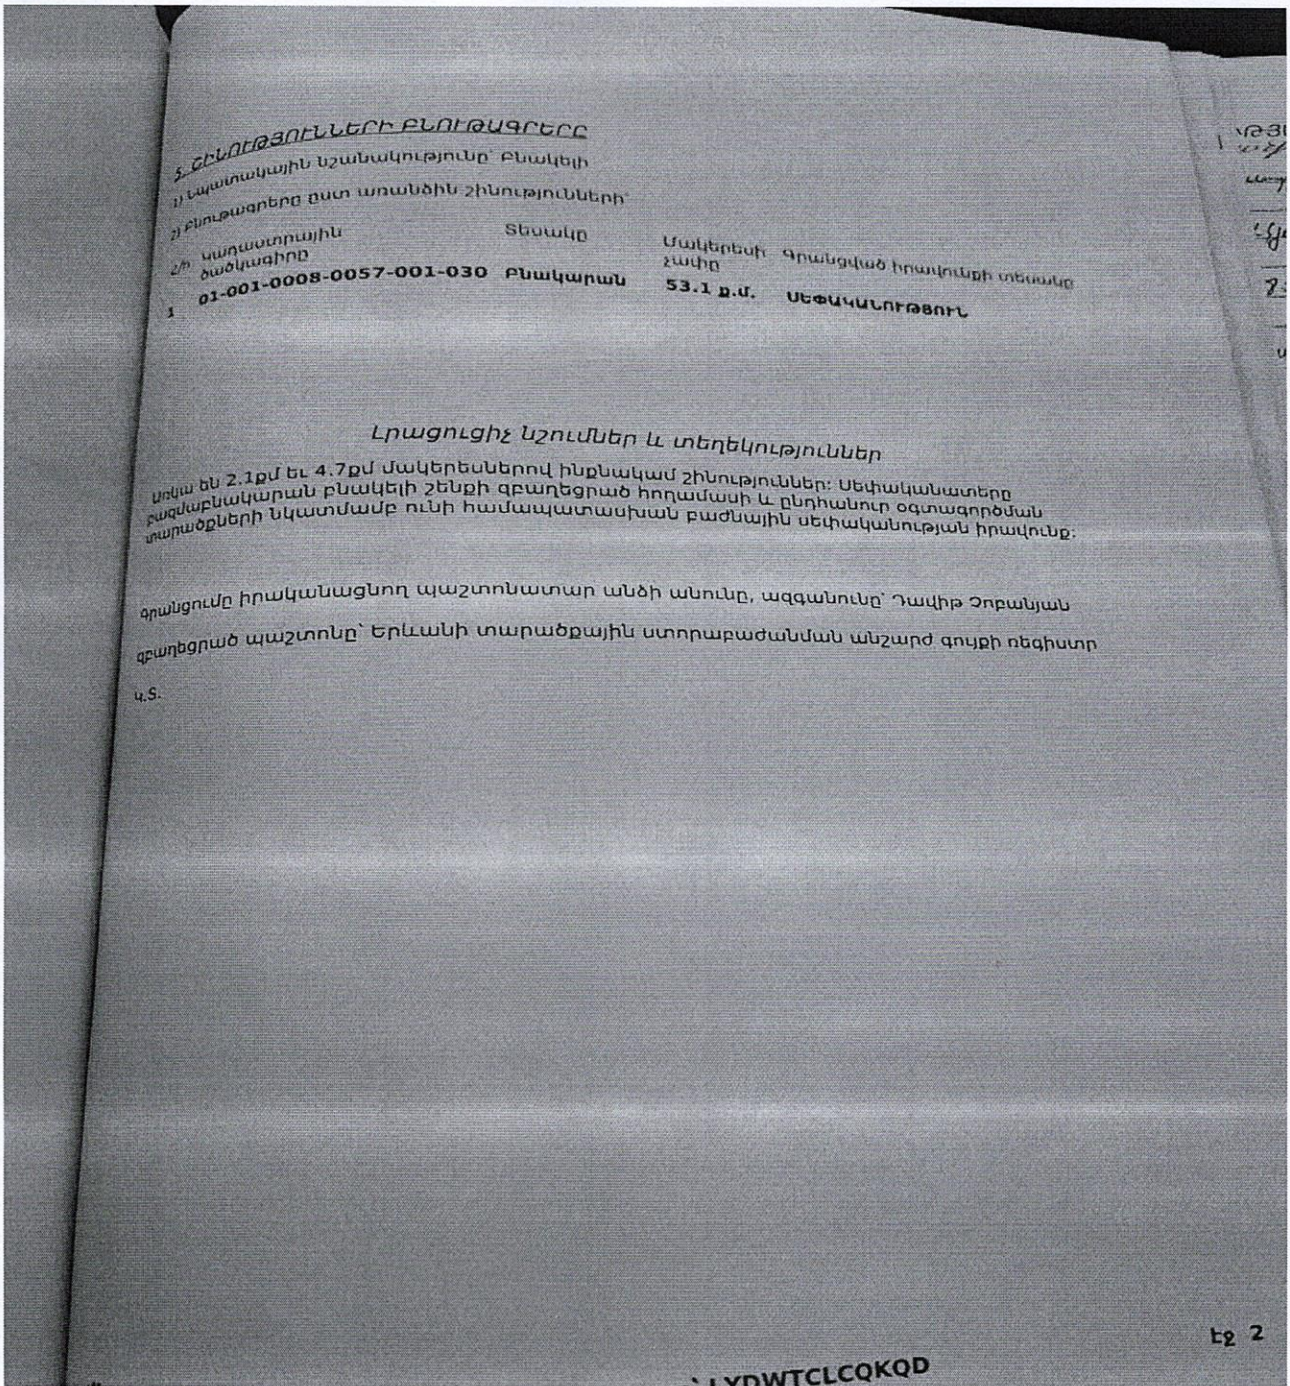 5. ՇԻՆՈՒԹՅՈՒՆՆԵՐԻ ԲՆՈՒԹԱԳՐԵՐԸ
1) Նպատակային նշանակությունը՝ Բնակելի
2) Բնութագրերը ըստ առանձին շինությունների՝
Հ/Հ Կադաստրային ծածկագիրը Տեսակը Մակերեսի չափը Գրանցված իրավունքի տեսակը
1 01-001-0008-0057-001-030 Բնակարան 53.1 ք.մ. ՍԵՓԱԿԱՆՈՒԹՅՈՒՆ
Լրացուցիչ նշումներ և տեղեկություններ
Առկա են 2.1քմ եւ 4.7քմ մակերեսներով ինքնակամ շինություններ: Սեփականատերը
բազմաբնակարան բնակելի շենքի զբաղեցրած հողամասի և ընդհանուր օգտագործման
տարածքների նկատմամբ ունի համապատասխան բաժնային սեփականության իրավունք:
Գրանցումը իրականացնող պաշտոնատար անձի անունը, ազգանունը՝ Դավիթ Չոբանյան
զբաղեցրած պաշտոնը՝ Երևանի տարածքային ստորաբաժանման անշարժ գույքի ռեգիստր
Կ.Տ.
Էջ 2
LYDWTCLCQKQD